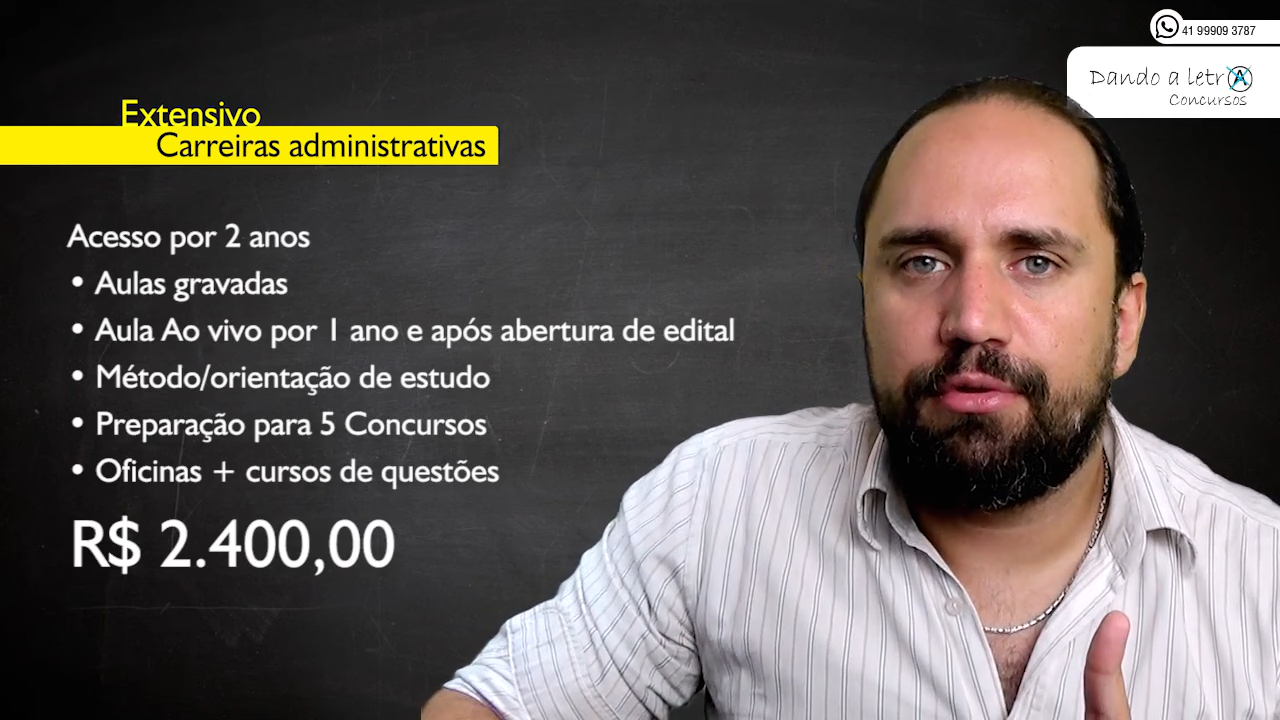 41 99909 3787
Dando a letrA
Concursos
Extensivo
Carreiras administrativas
Acesso por 2 anos
• Aulas gravadas
• Aula Ao vivo por 1 ano e após abertura de edital
• Método/orientação de estudo
• Preparação para 5 Concursos
• Oficinas + cursos de questões
R$ 2.400,00